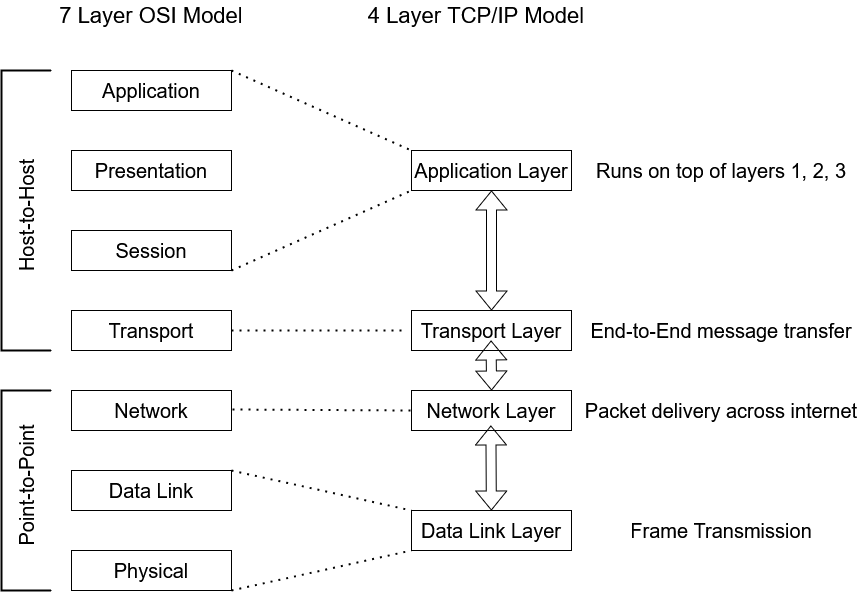 7 Layer OSI Model
4 Layer TCP/IP Model
Host-to-Host
Application
Presentation
Session
Transport
Point-to-Point
Network
Data Link
Physical
Application Layer
Runs on top of layers 1, 2, 3
Transport Layer
End-to-End message transfer
Network Layer
Packet delivery across internet
Data Link Layer
Frame Transmission